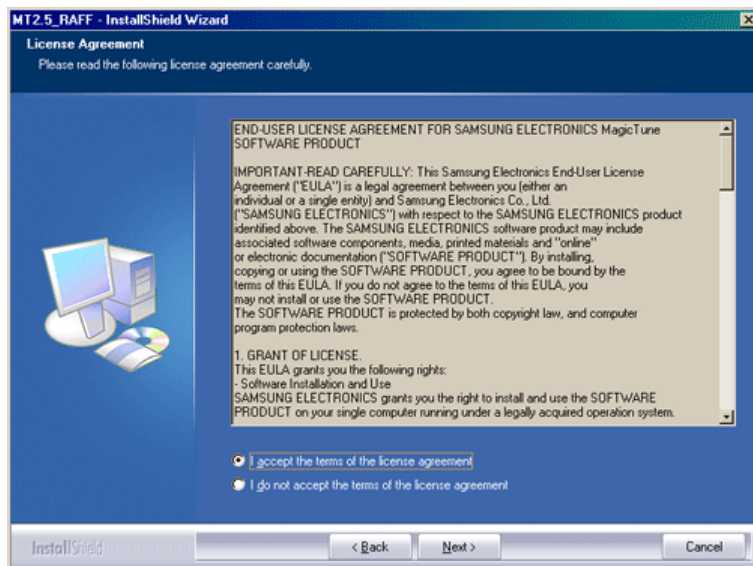 MT2.5_RAFF - InstallShield Wizard
License Agreement
Please read the following license agreement carefully.
END-USER LICENSE AGREEMENT FOR SAMSUNG ELECTRONICS MagicTune
SOFTWARE PRODUCT
IMPORTANT-READ CAREFULLY: This Samsung Electronics End-User License
Agreement ("EULA") is a legal agreement between you (either an
individual or a single entity) and Samsung Electronics Co., Ltd.
("SAMSUNG ELECTRONICS") with respect to the SAMSUNG ELECTRONICS product
identified above. The SAMSUNG ELECTRONICS software product may include
associated software components, media, printed materials and "online"
or electronic documentation ("SOFTWARE PRODUCT"). By installing,
copying or using the SOFTWARE PRODUCT, you agree to be bound by the
terms of this EULA. If you do not agree to the terms of this EULA, you
may not install or use the SOFTWARE PRODUCT.
The SOFTWARE PRODUCT is protected by both copyright law, and computer
program protection laws.
1. GRANT OF LICENSE.
This EULA grants you the following rights:
- Software Installation and Use
SAMSUNG ELECTRONICS grants you the right to install and use the SOFTWARE
PRODUCT on your single computer running under a legally acquired operation system.
I accept the terms of the license agreement
I do not accept the terms of the license agreement
InstallShield
< Back
Next >
Cancel